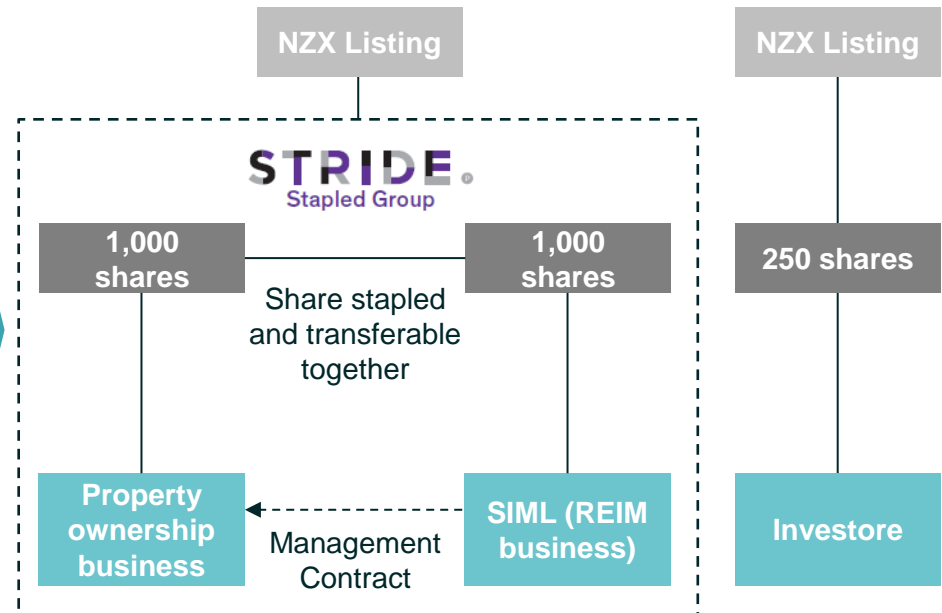 NZX Listing
NZX Listing
STRIDE P
Stapled Group
1,000
shares
1,000
shares
250 shares
Share stapled
and transferable
together
Property
ownership
business
Management
Contract
SIML (REIM
business)
Investore